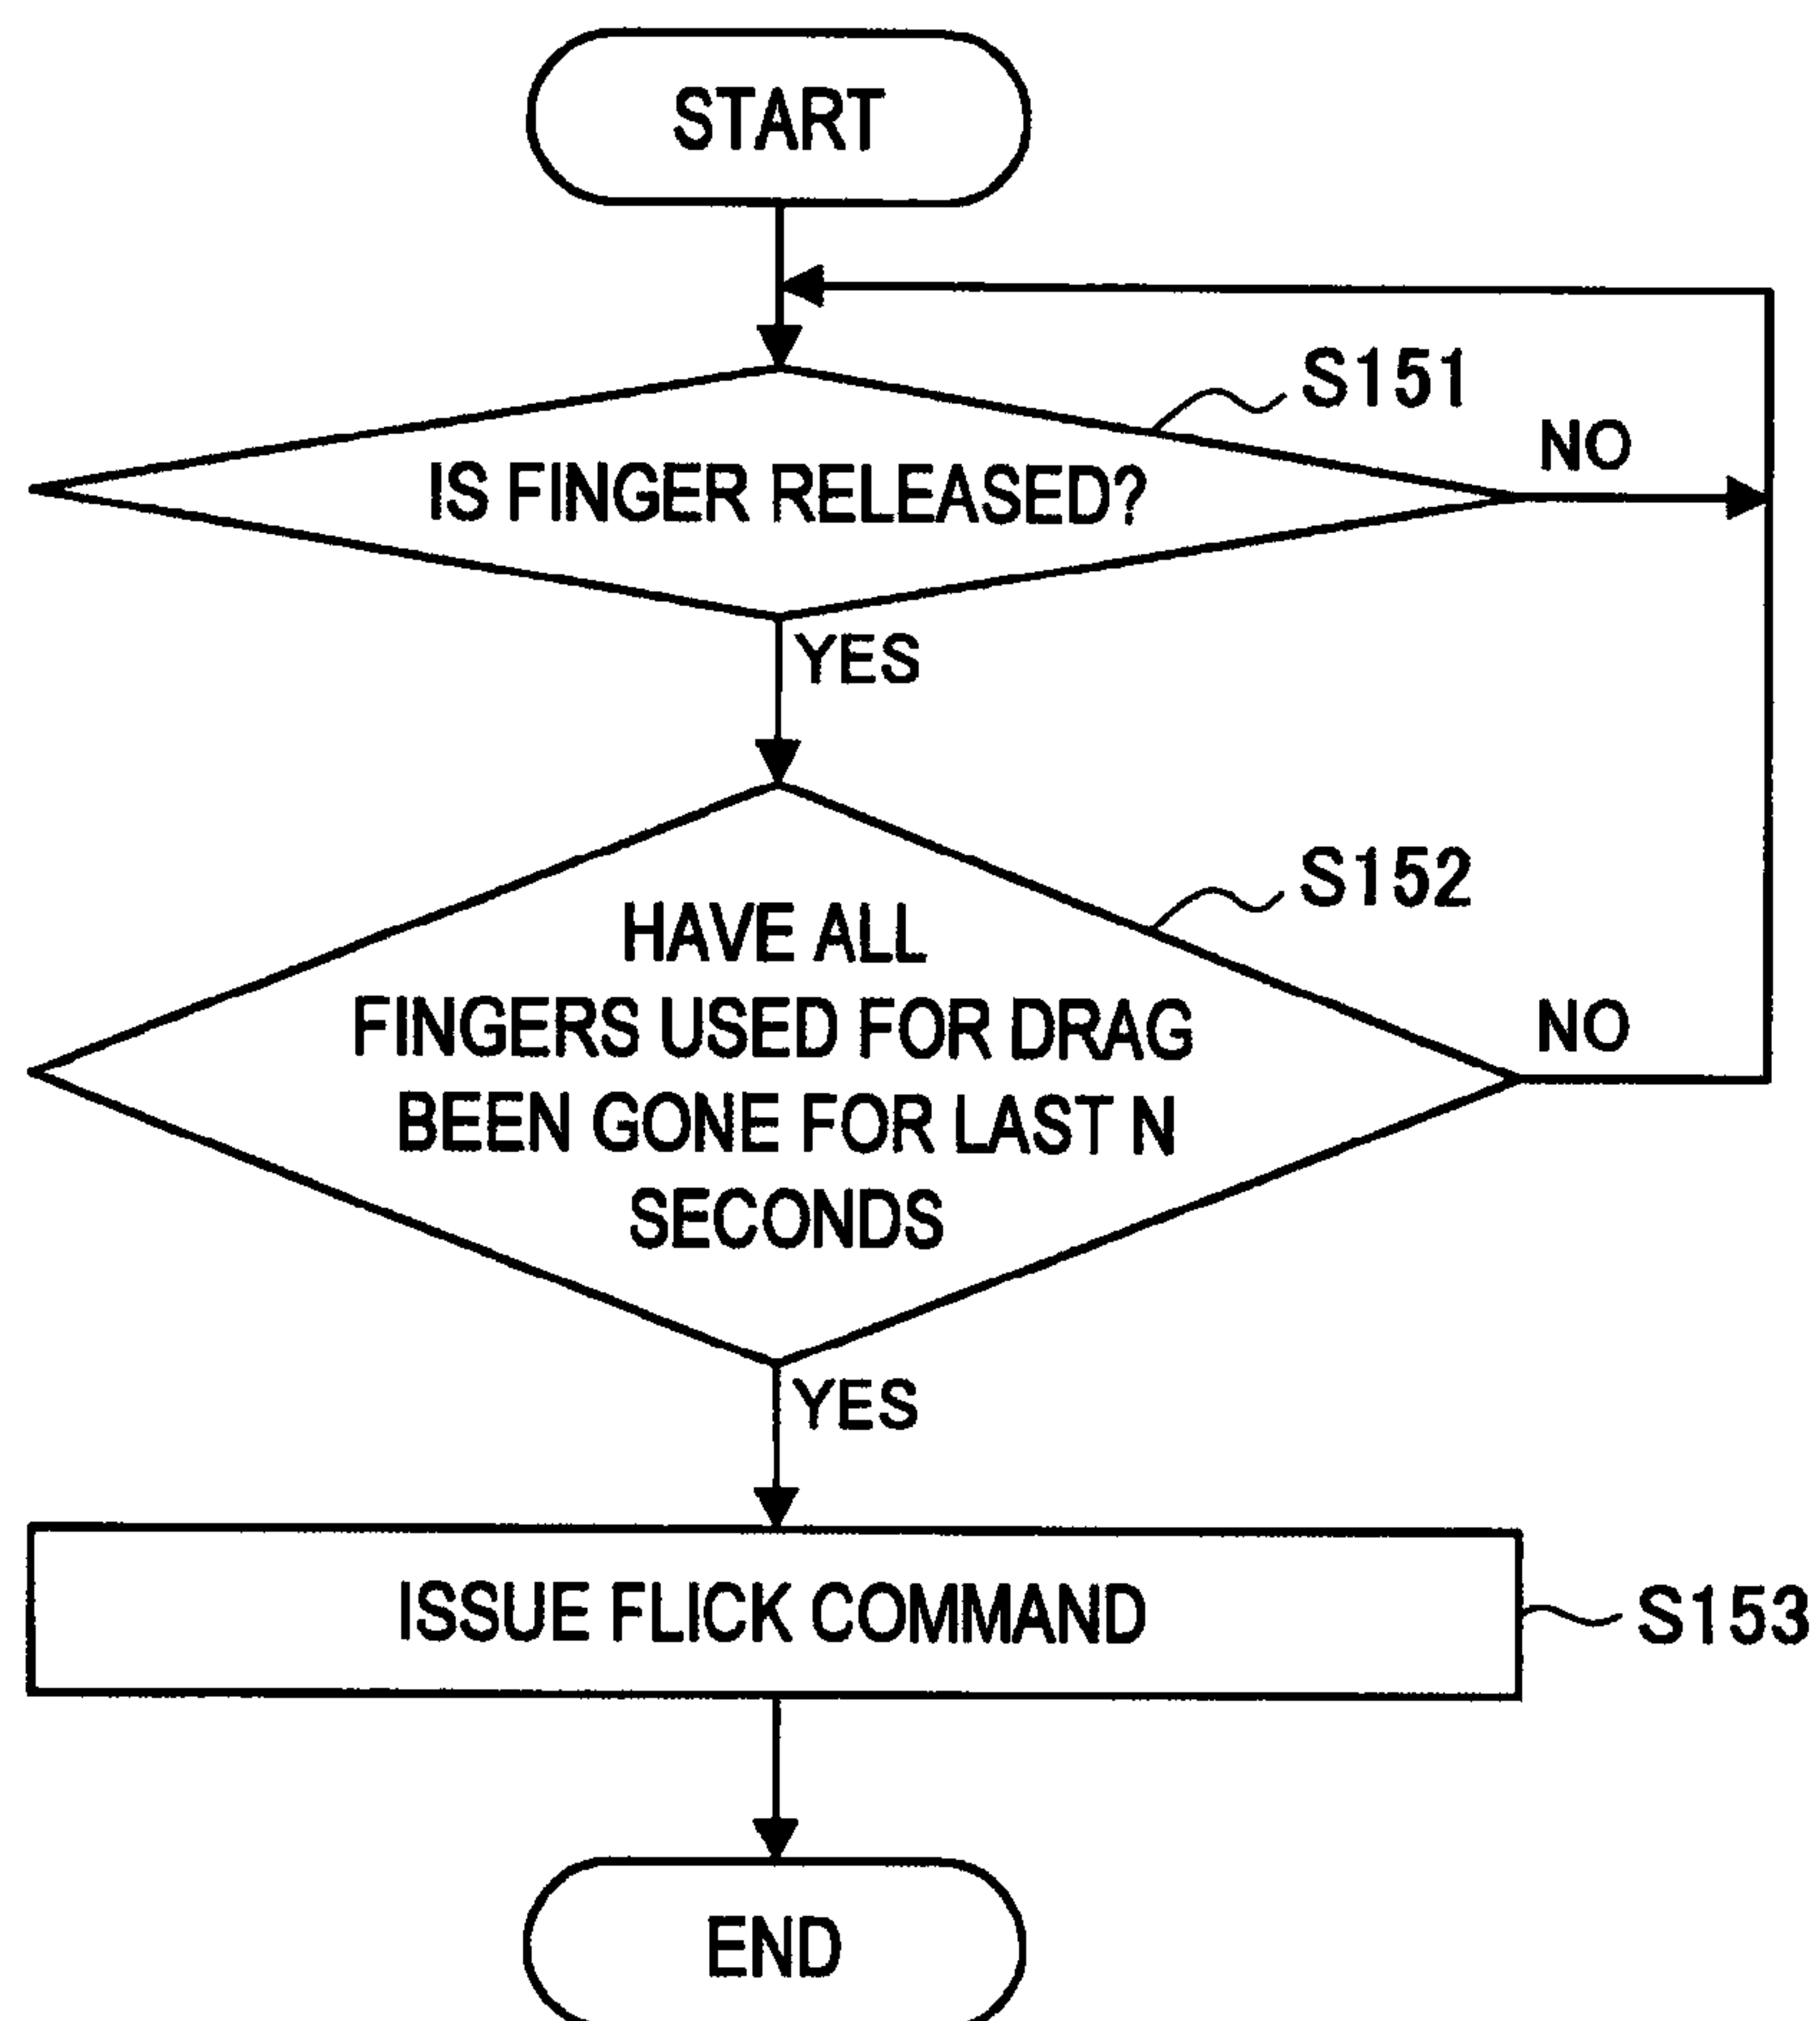 START
S151
NO
IS FINGER RELEASED?
YES
S152
HAVE ALL
FINGERS USED FOR DRAG
NO
BEEN GONE FOR LAST N
SECONDS
YES
ISSUE FLICK COMMAND
S153
END